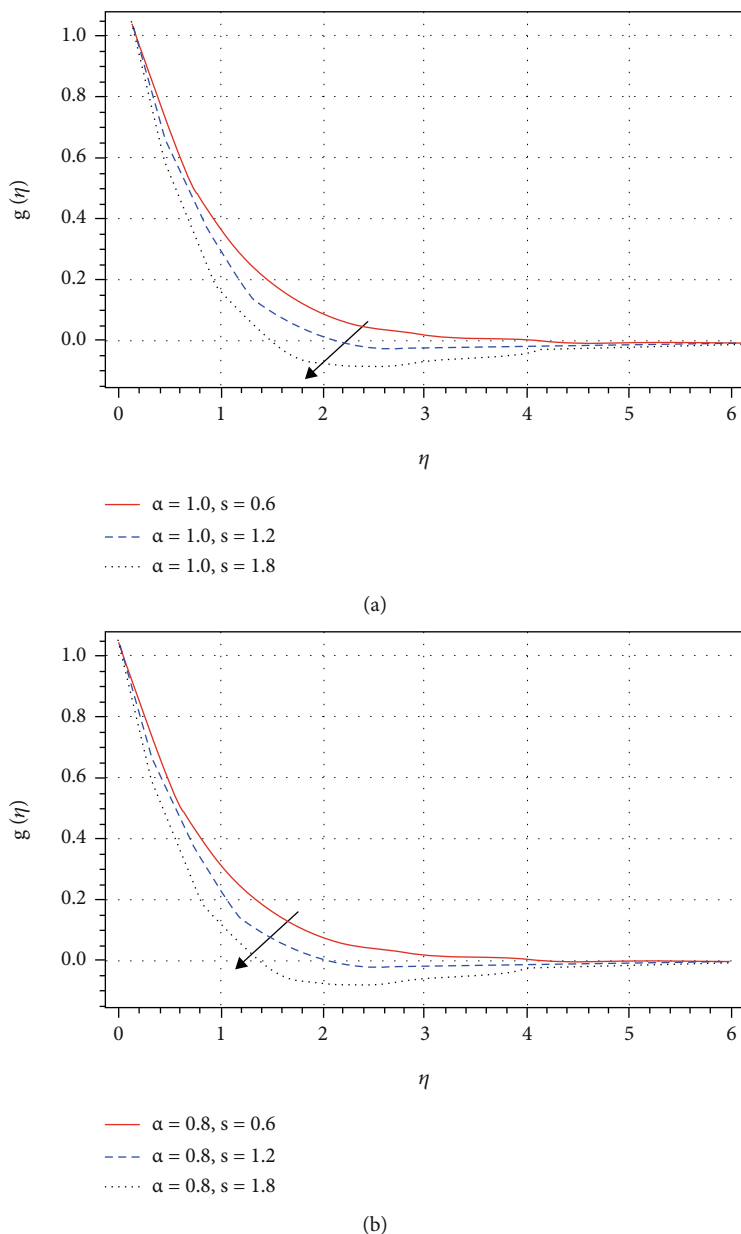 1.0
0.8
0.6
0.4
0.2
0.0
g (η)
0 1 2 3 4 5 6
η
α = 1.0, s = 0.6
α = 1.0, s = 1.2
α = 1.0, s = 1.8
(a)
1.0
0.8
0.6
0.4
0.2
0.0
g (η)
0 1 2 3 4 5 6
η
α = 0.8, s = 0.6
α = 0.8, s = 1.2
α = 0.8, s = 1.8
(b)